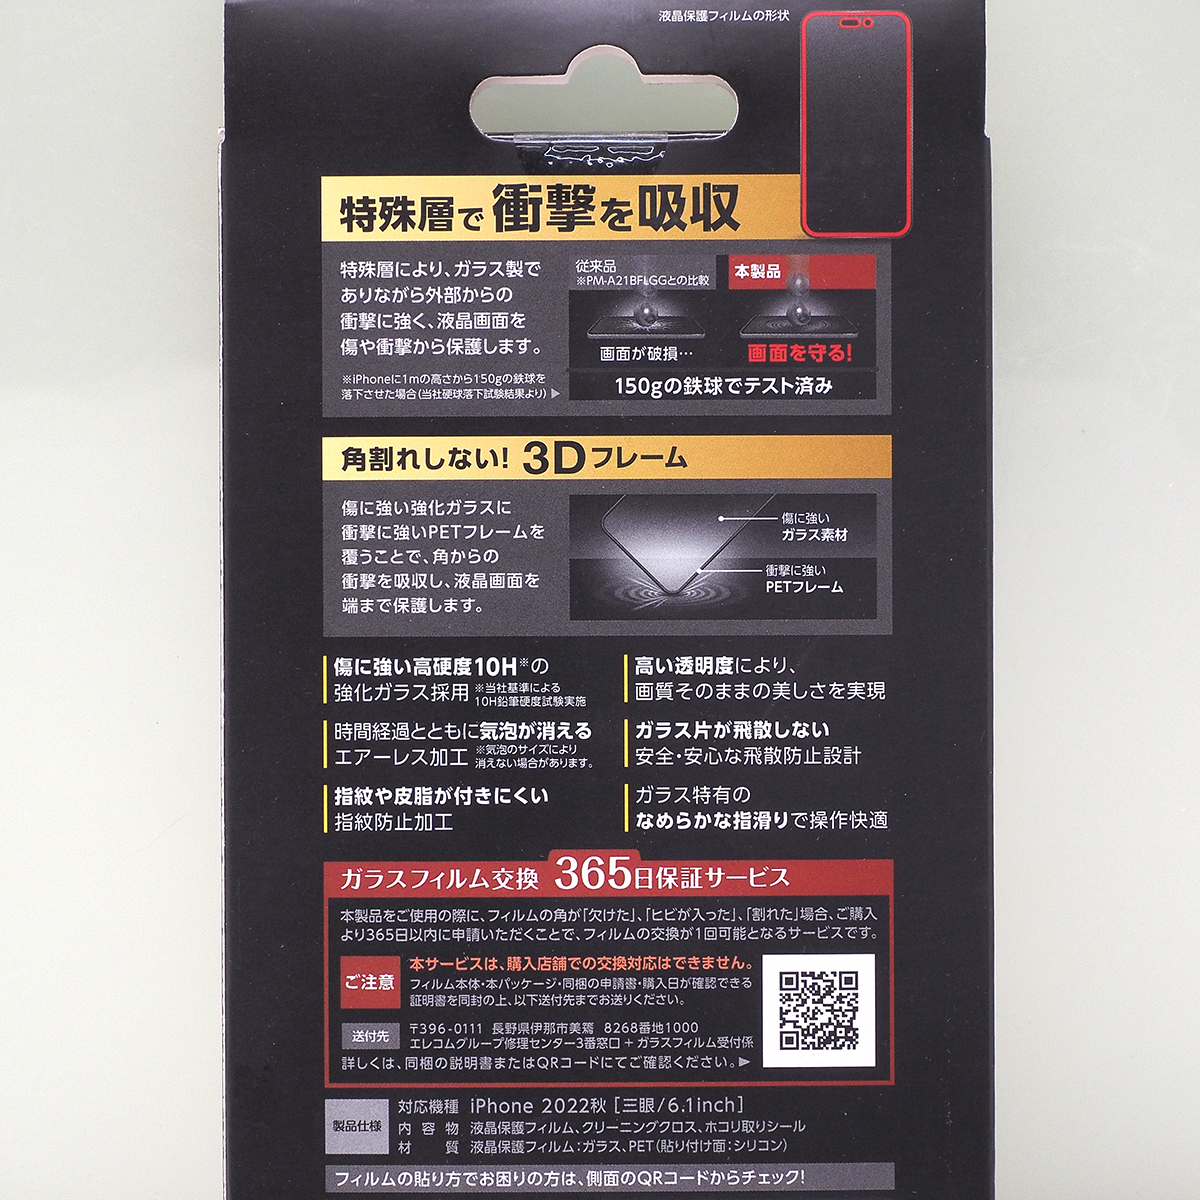 液晶保護フィルムの形状
特殊層で衝撃を吸収
特殊層により、ガラス製で
ありながら外部からの
衝撃に強く、液晶画面を
傷や衝撃から保護します。
※iPhoneに1mの高さから150gの鉄球を
落下させた場合(当社硬球落下試験結果より)▶
従来品
※PM-A21BFLGGとの比較
本製品
画面が破損…
画面を守る!
150gの鉄球でテスト済み
角割れしない! 3Dフレーム
傷に強い強化ガラスに
衝撃に強いPETフレームを
覆うことで、角からの
衝撃を吸収し、液晶画面を
端まで保護します。
傷に強い
ガラス素材
衝撃に強い
PETフレーム
傷に強い高硬度10H※の
強化ガラス採用 ※当社基準による
10H鉛筆硬度試験実施
高い透明度により、
画質そのままの美しさを実現
時間経過とともに気泡が消える
エアーレス加工 ※気泡のサイズにより
消えない場合があります。
ガラス片が飛散しない
安全・安心な飛散防止設計
指紋や皮脂が付きにくい
指紋防止加工
ガラス特有の
なめらかな指滑りで操作快適
ガラスフィルム交換 365日保証サービス
本製品をご使用の際に、フィルムの角が「欠けた」、「ヒビが入った」、「割れた」場合、ご購入
より365日以内に申請いただくことで、フィルムの交換が1回可能となるサービスです。
ご注意
本サービスは、購入店舗での交換対応はできません。
フィルム本体・本パッケージ・同梱の申請書・購入日が確認できる
証明書を同封の上、以下送付先までお送りください。
送付先
〒396-0111 長野県伊那市美篶 8268番地1000
エレコムグループ修理センター3番窓口 + ガラスフィルム受付係
詳しくは、同梱の説明書またはQRコードにてご確認ください。▶
製品仕様
対応機種 iPhone 2022秋 [三眼/6.1inch]
内容物 液晶保護フィルム、クリーニングクロス、ホコリ取りシール
材質 液晶保護フィルム:ガラス、PET(貼り付け面:シリコン)
フィルムの貼り方でお困りの方は、側面のQRコードからチェック!